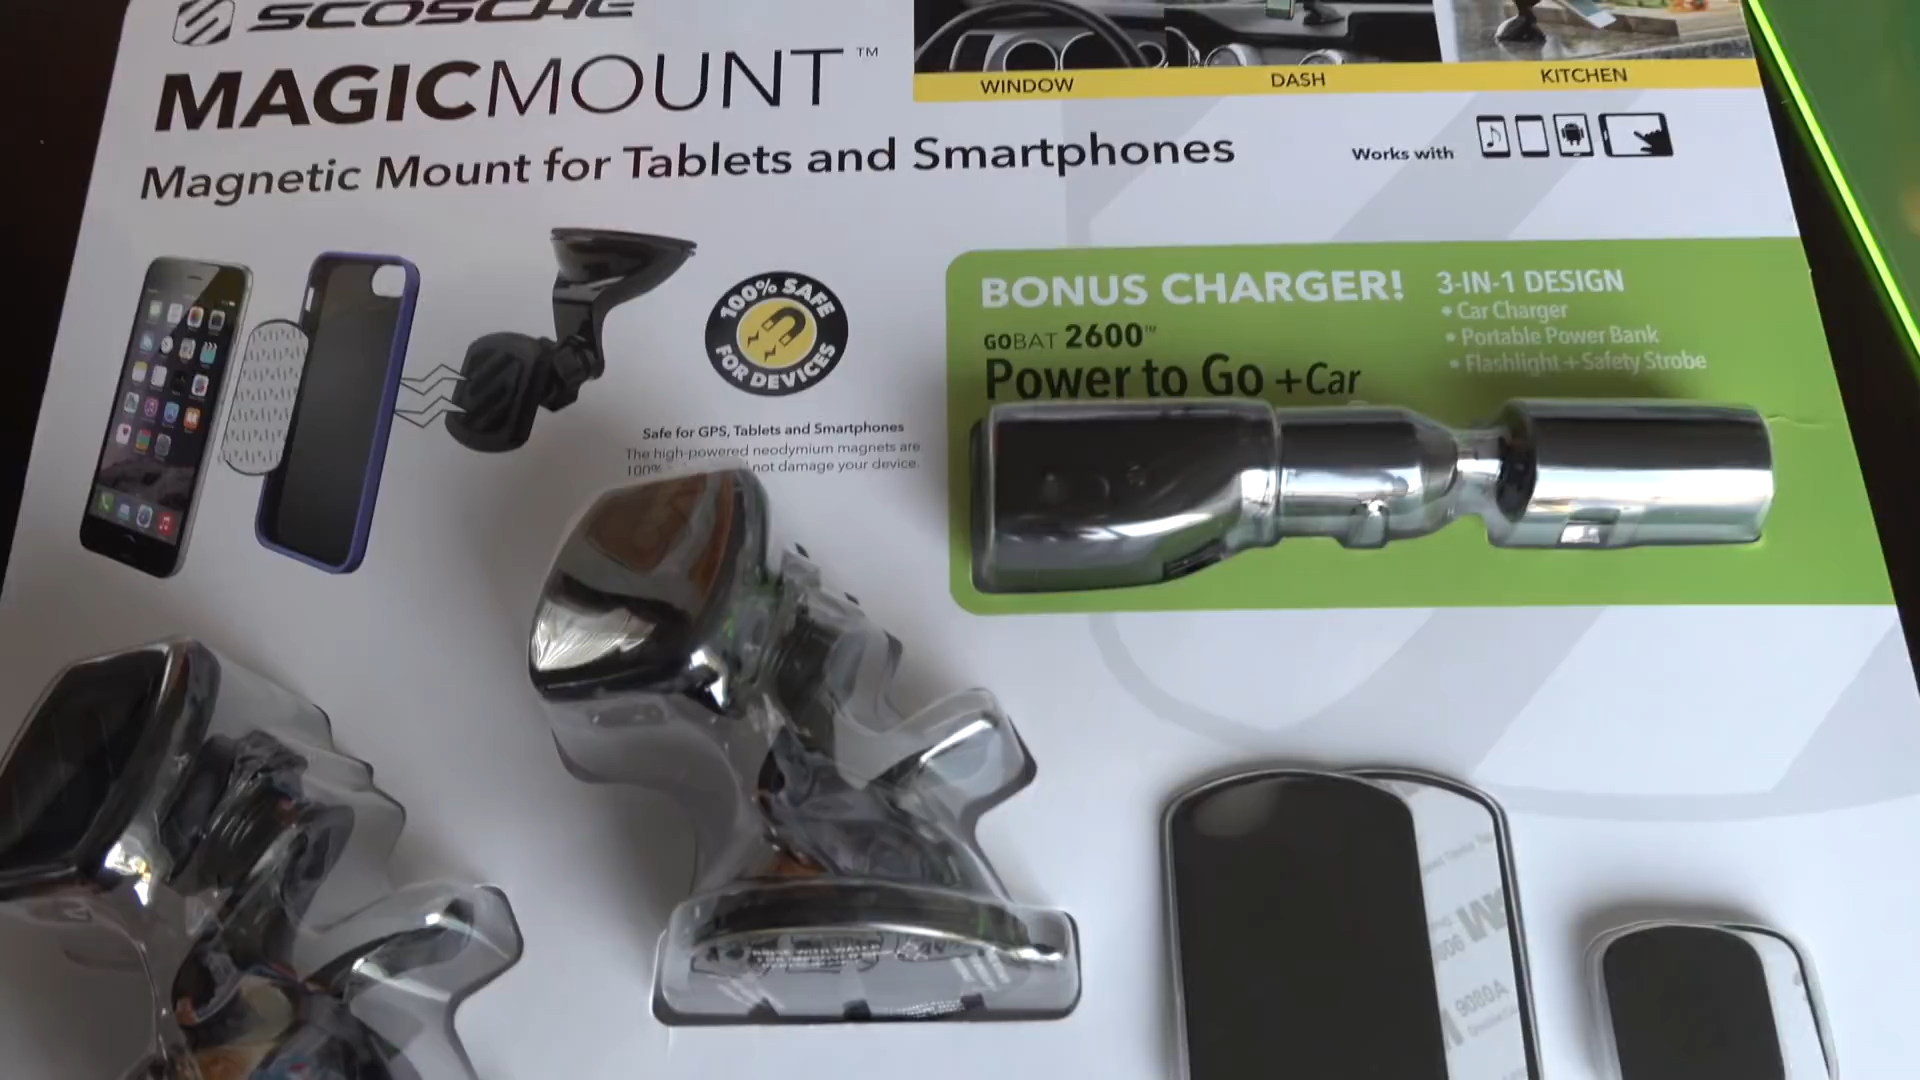 SCOSCHE
MAGICMOUNT™
Magnetic Mount for Tablets and Smartphones
WINDOW
DASH
KITCHEN
Works with
100% SAFE
FOR DEVICES
Safe for GPS, Tablets and Smartphones
The high-powered neodymium magnets are
100% not damage your device.
BONUS CHARGER!
GOBAT 2600™
Power to Go +Car
3-IN-1 DESIGN
• Car Charger
• Portable Power Bank
• Flashlight + Safety Strobe